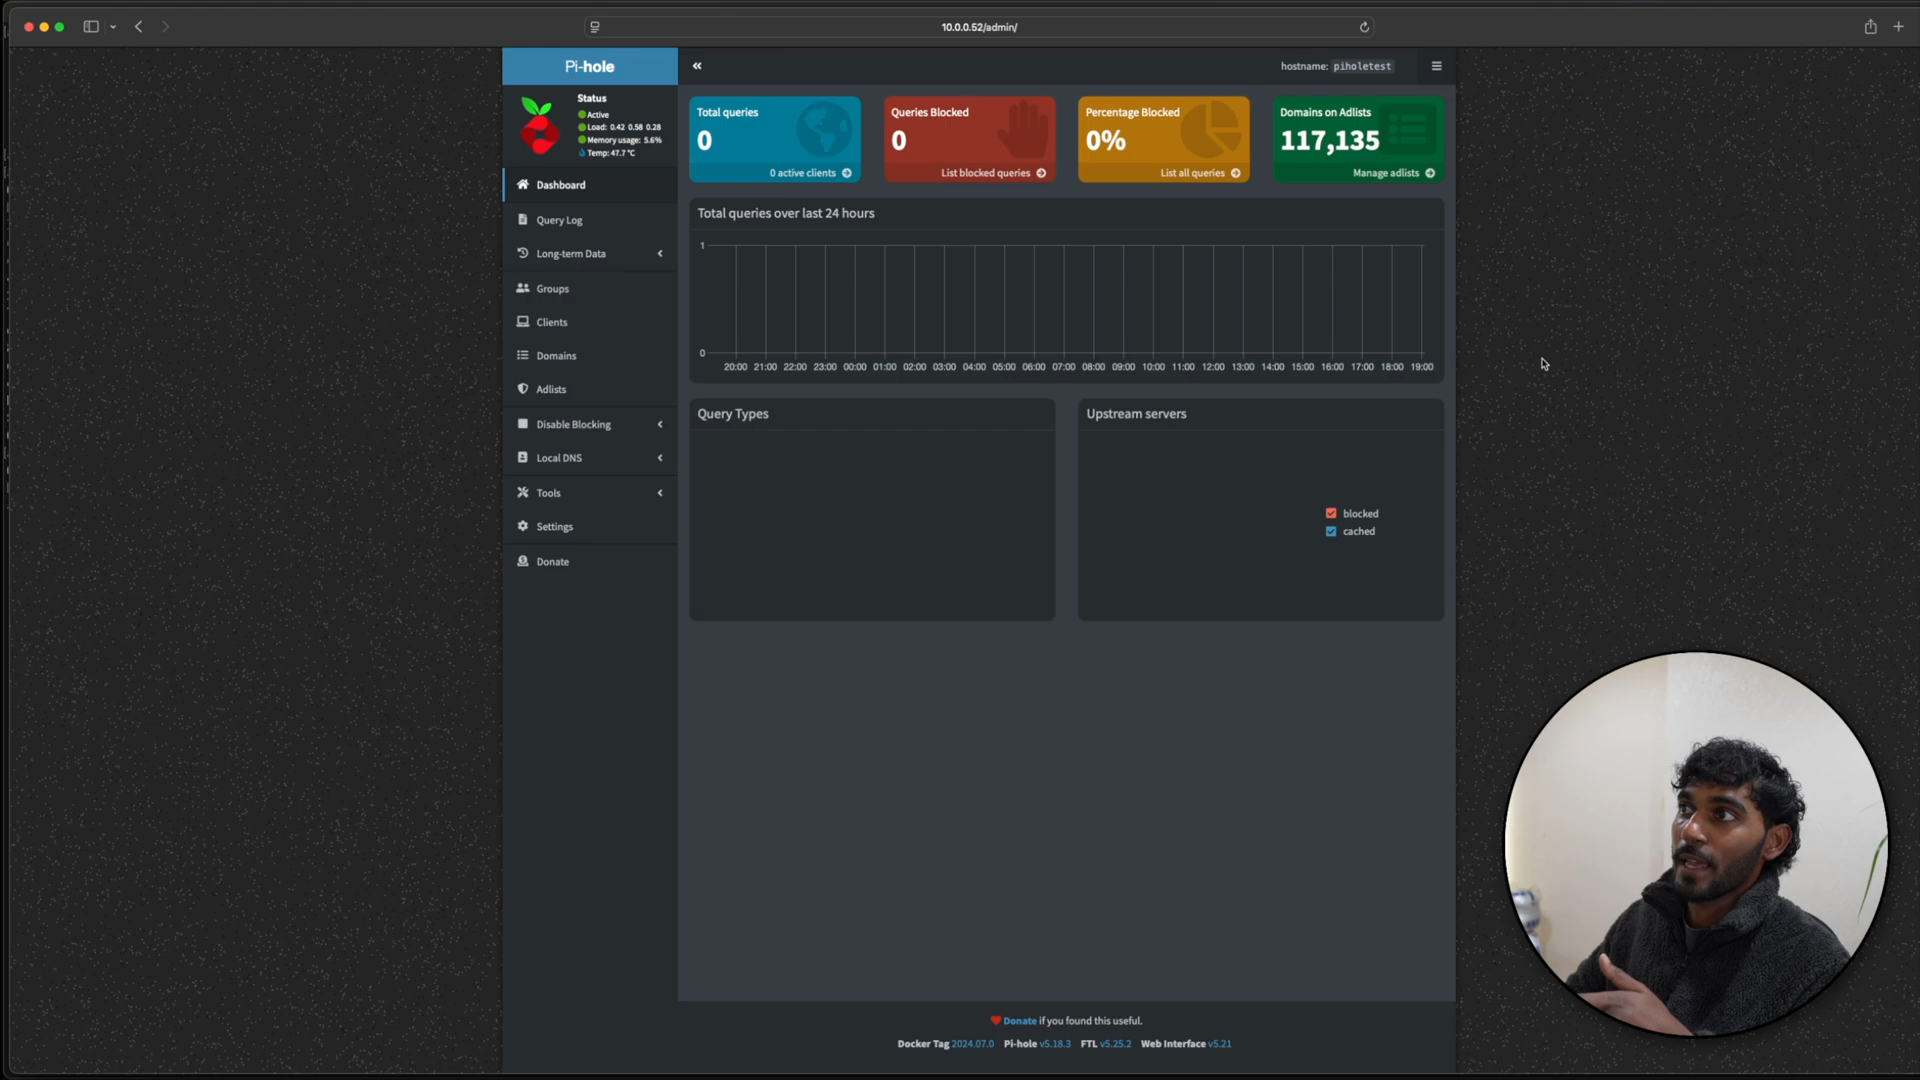 10.0.0.52/admin/
Pi-hole
hostname: piholetest
Status
Active
Load: 0.42 0.58 0.28
Memory usage: 5.6%
Temp: 47.7 °C
Total queries
0
0 active clients
Queries Blocked
0
List blocked queries
Percentage Blocked
0%
List all queries
Domains on Adlists
117,135
Manage adlists
Dashboard
Query Log
Long-term Data
Groups
Clients
Domains
Adlists
Disable Blocking
Local DNS
Tools
Settings
Donate
Total queries over last 24 hours
1
0
20:00 21:00 22:00 23:00 00:00 01:00 02:00 03:00 04:00 05:00 06:00 07:00 08:00 09:00 10:00 11:00 12:00 13:00 14:00 15:00 16:00 17:00 18:00 19:00
Query Types
Upstream servers
blocked
cached
Donate if you found this useful.
Docker Tag 2024.07.0 Pi-hole v5.18.3 FTL v5.25.2 Web Interface v5.21